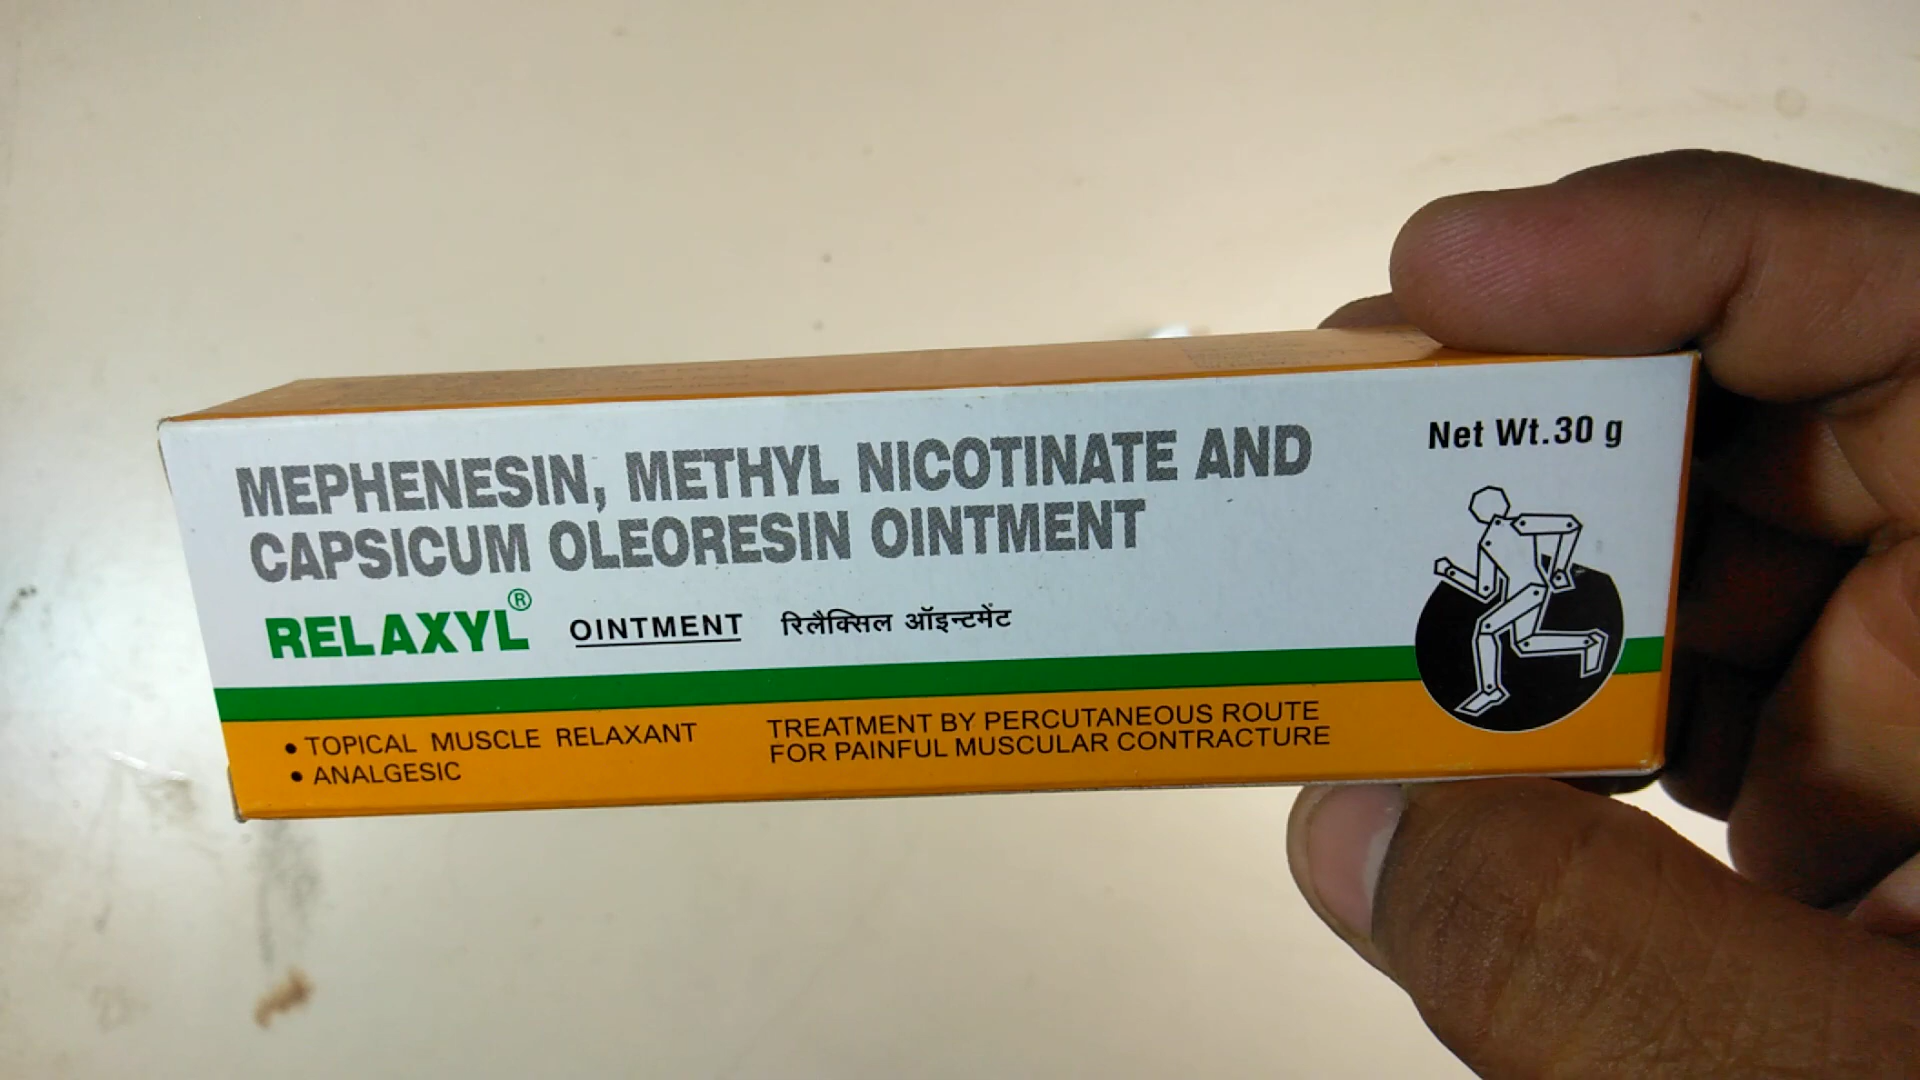 MEPHENESIN, METHYL NICOTINATE AND
CAPSICUM OLEORESIN OINTMENT
Net Wt.30 g
RELAXYL® OINTMENT रिलैक्सिल ऑइन्टमेंट
• TOPICAL MUSCLE RELAXANT
• ANALGESIC
TREATMENT BY PERCUTANEOUS ROUTE
FOR PAINFUL MUSCULAR CONTRACTURE